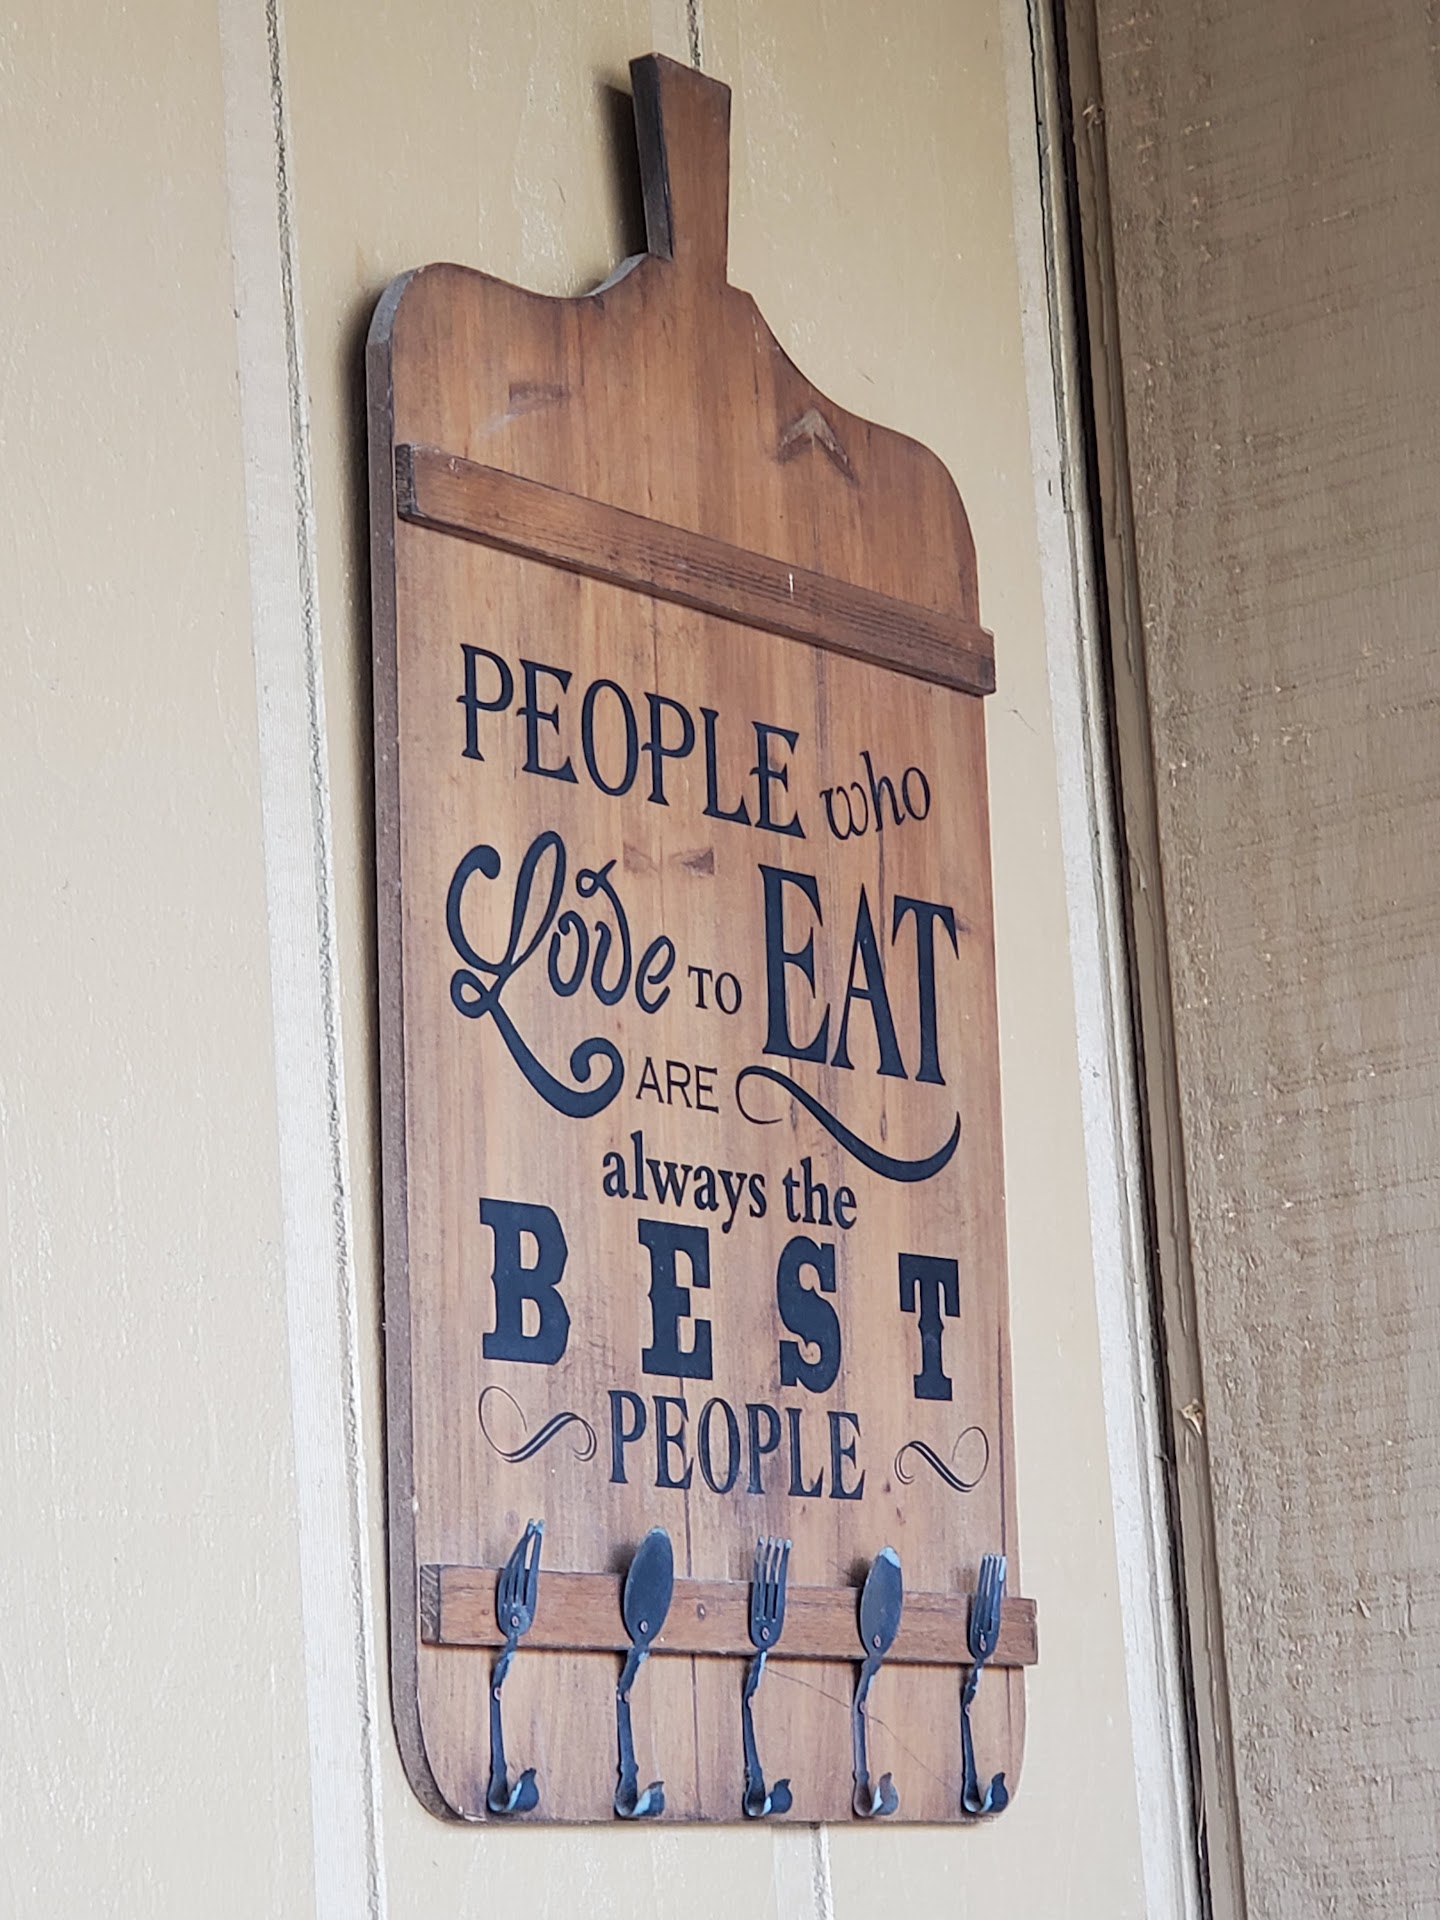 PEOPLE who
Love TO EAT
ARE
always the
BEST
PEOPLE